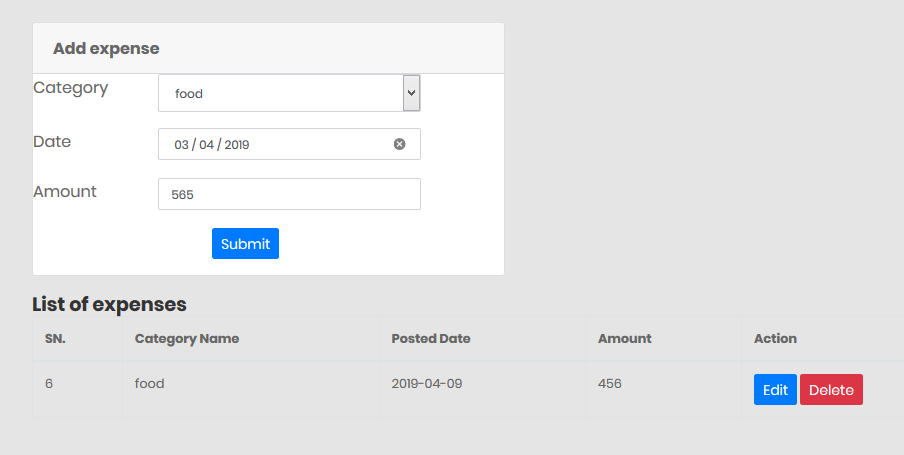 Add expense
Category food
Date 03 / 04 / 2019
Amount 565
Submit
List of expenses
SN. Category Name Posted Date Amount Action
6 food 2019-04-09 456 Edit Delete